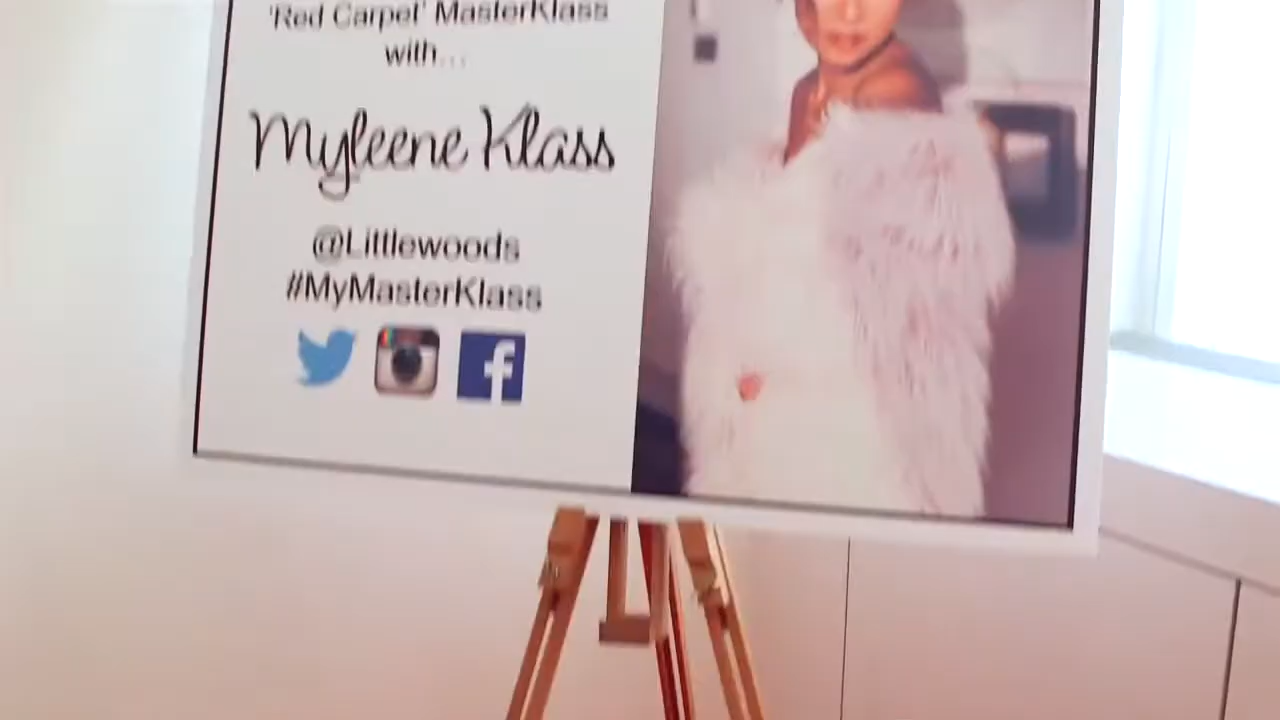 'Red Carpet' MasterKlass
with...
Myleene Klass
@Littlewoods
#MyMasterKlass